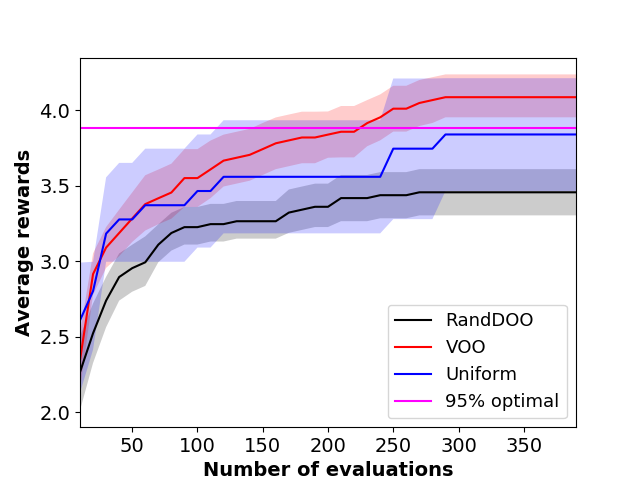 Average rewards
4.0
3.5
3.0
2.5
2.0
RandDOO
VOO
Uniform
95% optimal
50 100 150 200 250 300 350
Number of evaluations